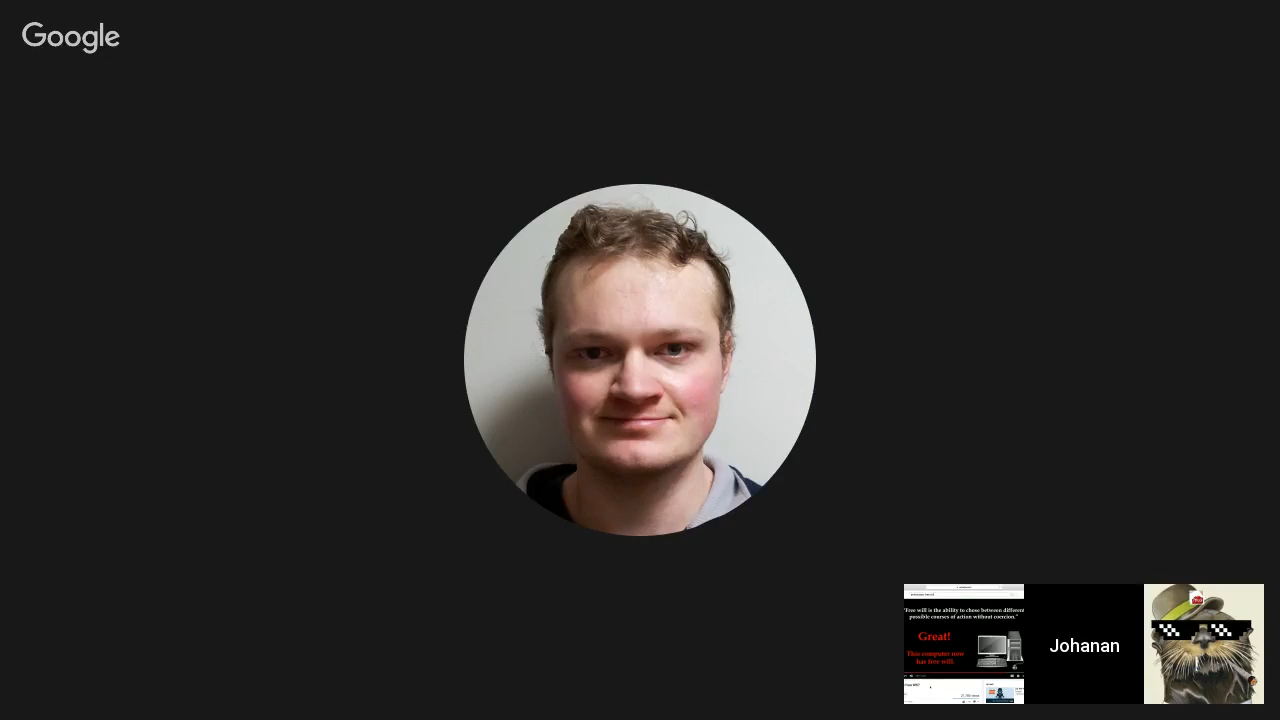 Google
"Free will is the ability to chose between different
possible courses of action without coercion."
Great!
This computer now
has free will.
Johanan